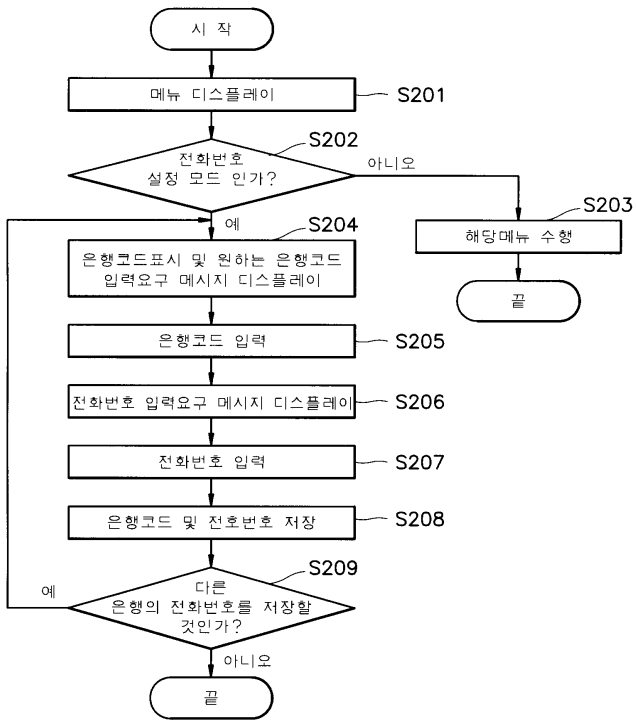 시 작
메뉴 디스플레이
S201
S202
전화번호
설정 모드 인가?
아니오
예
S203
해당메뉴 수행
끝
S204
은행코드표시 및 원하는 은행코드
입력요구 메시지 디스플레이
은행코드 입력
S205
전화번호 입력요구 메시지 디스플레이
S206
전화번호 입력
S207
은행코드 및 전호번호 저장
S208
S209
다른
은행의 전화번호를 저장할
것인가?
예
아니오
끝